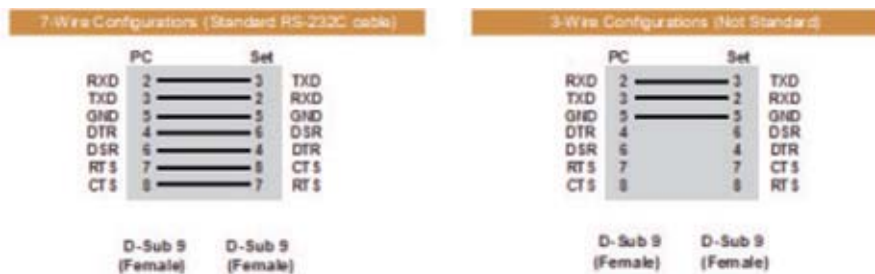 7-Wire Configurations (Standard RS-232C cable)
PC Set
RXD 2 3 TXD
TXD 3 2 RXD
GND 5 5 GND
DTR 4 6 DSR
DSR 6 4 DTR
RTS 7 8 CTS
CTS 8 7 RTS
D-Sub 9 D-Sub 9
(Female) (Female)
3-Wire Configurations (Not Standard)
PC Set
RXD 2 3 TXD
TXD 3 2 RXD
GND 5 5 GND
DTR 4 6 DSR
DSR 6 4 DTR
RTS 7 7 CTS
CTS 8 8 RTS
D-Sub 9 D-Sub 9
(Female) (Female)